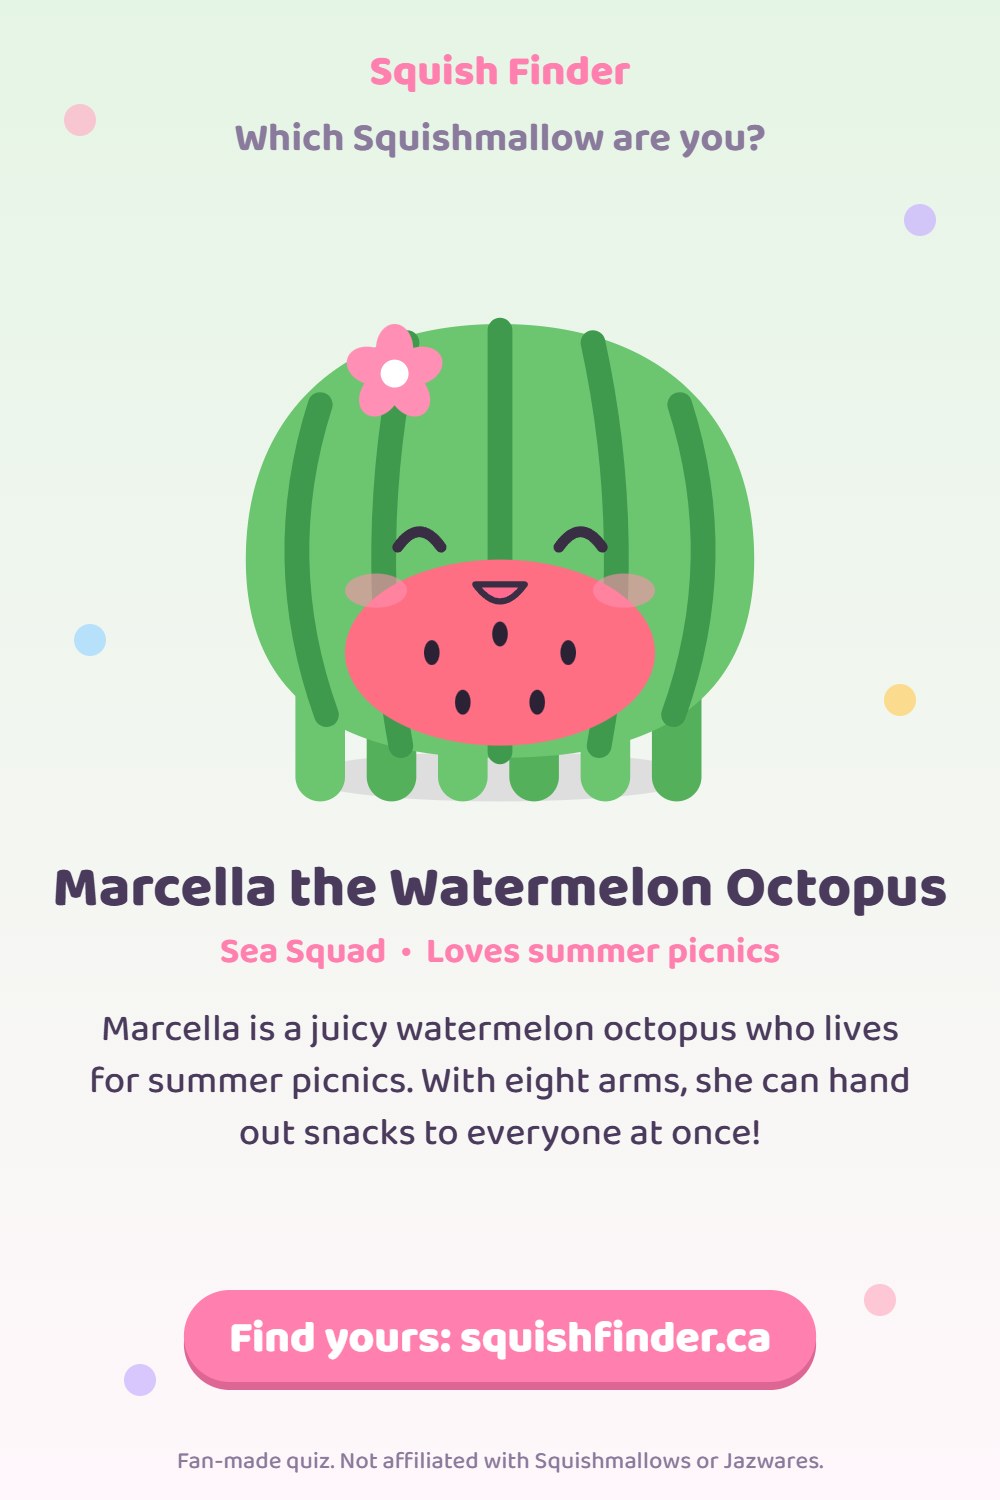 Squish Finder
Which Squishmallow are you?
Marcella the Watermelon Octopus
Sea Squad • Loves summer picnics
Marcella is a juicy watermelon octopus who lives
for summer picnics. With eight arms, she can hand
out snacks to everyone at once!
Find yours: squishfinder.ca
Fan-made quiz. Not affiliated with Squishmallows or Jazwares.